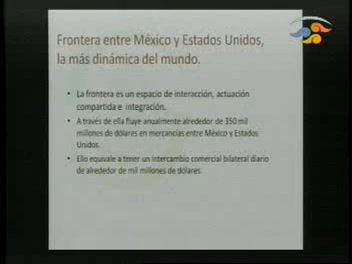 Frontera entre México y Estados Unidos,
la más dinámica del mundo.
• La frontera es un espacio de interacción, actuación
compartida e integración.
• A través de ella fluye anualmente alrededor de 350 mil
millones de dólares en mercancías entre México y Estados
Unidos.
• Ello equivale a tener un intercambio comercial bilateral diario
de alrededor de mil millones de dólares.